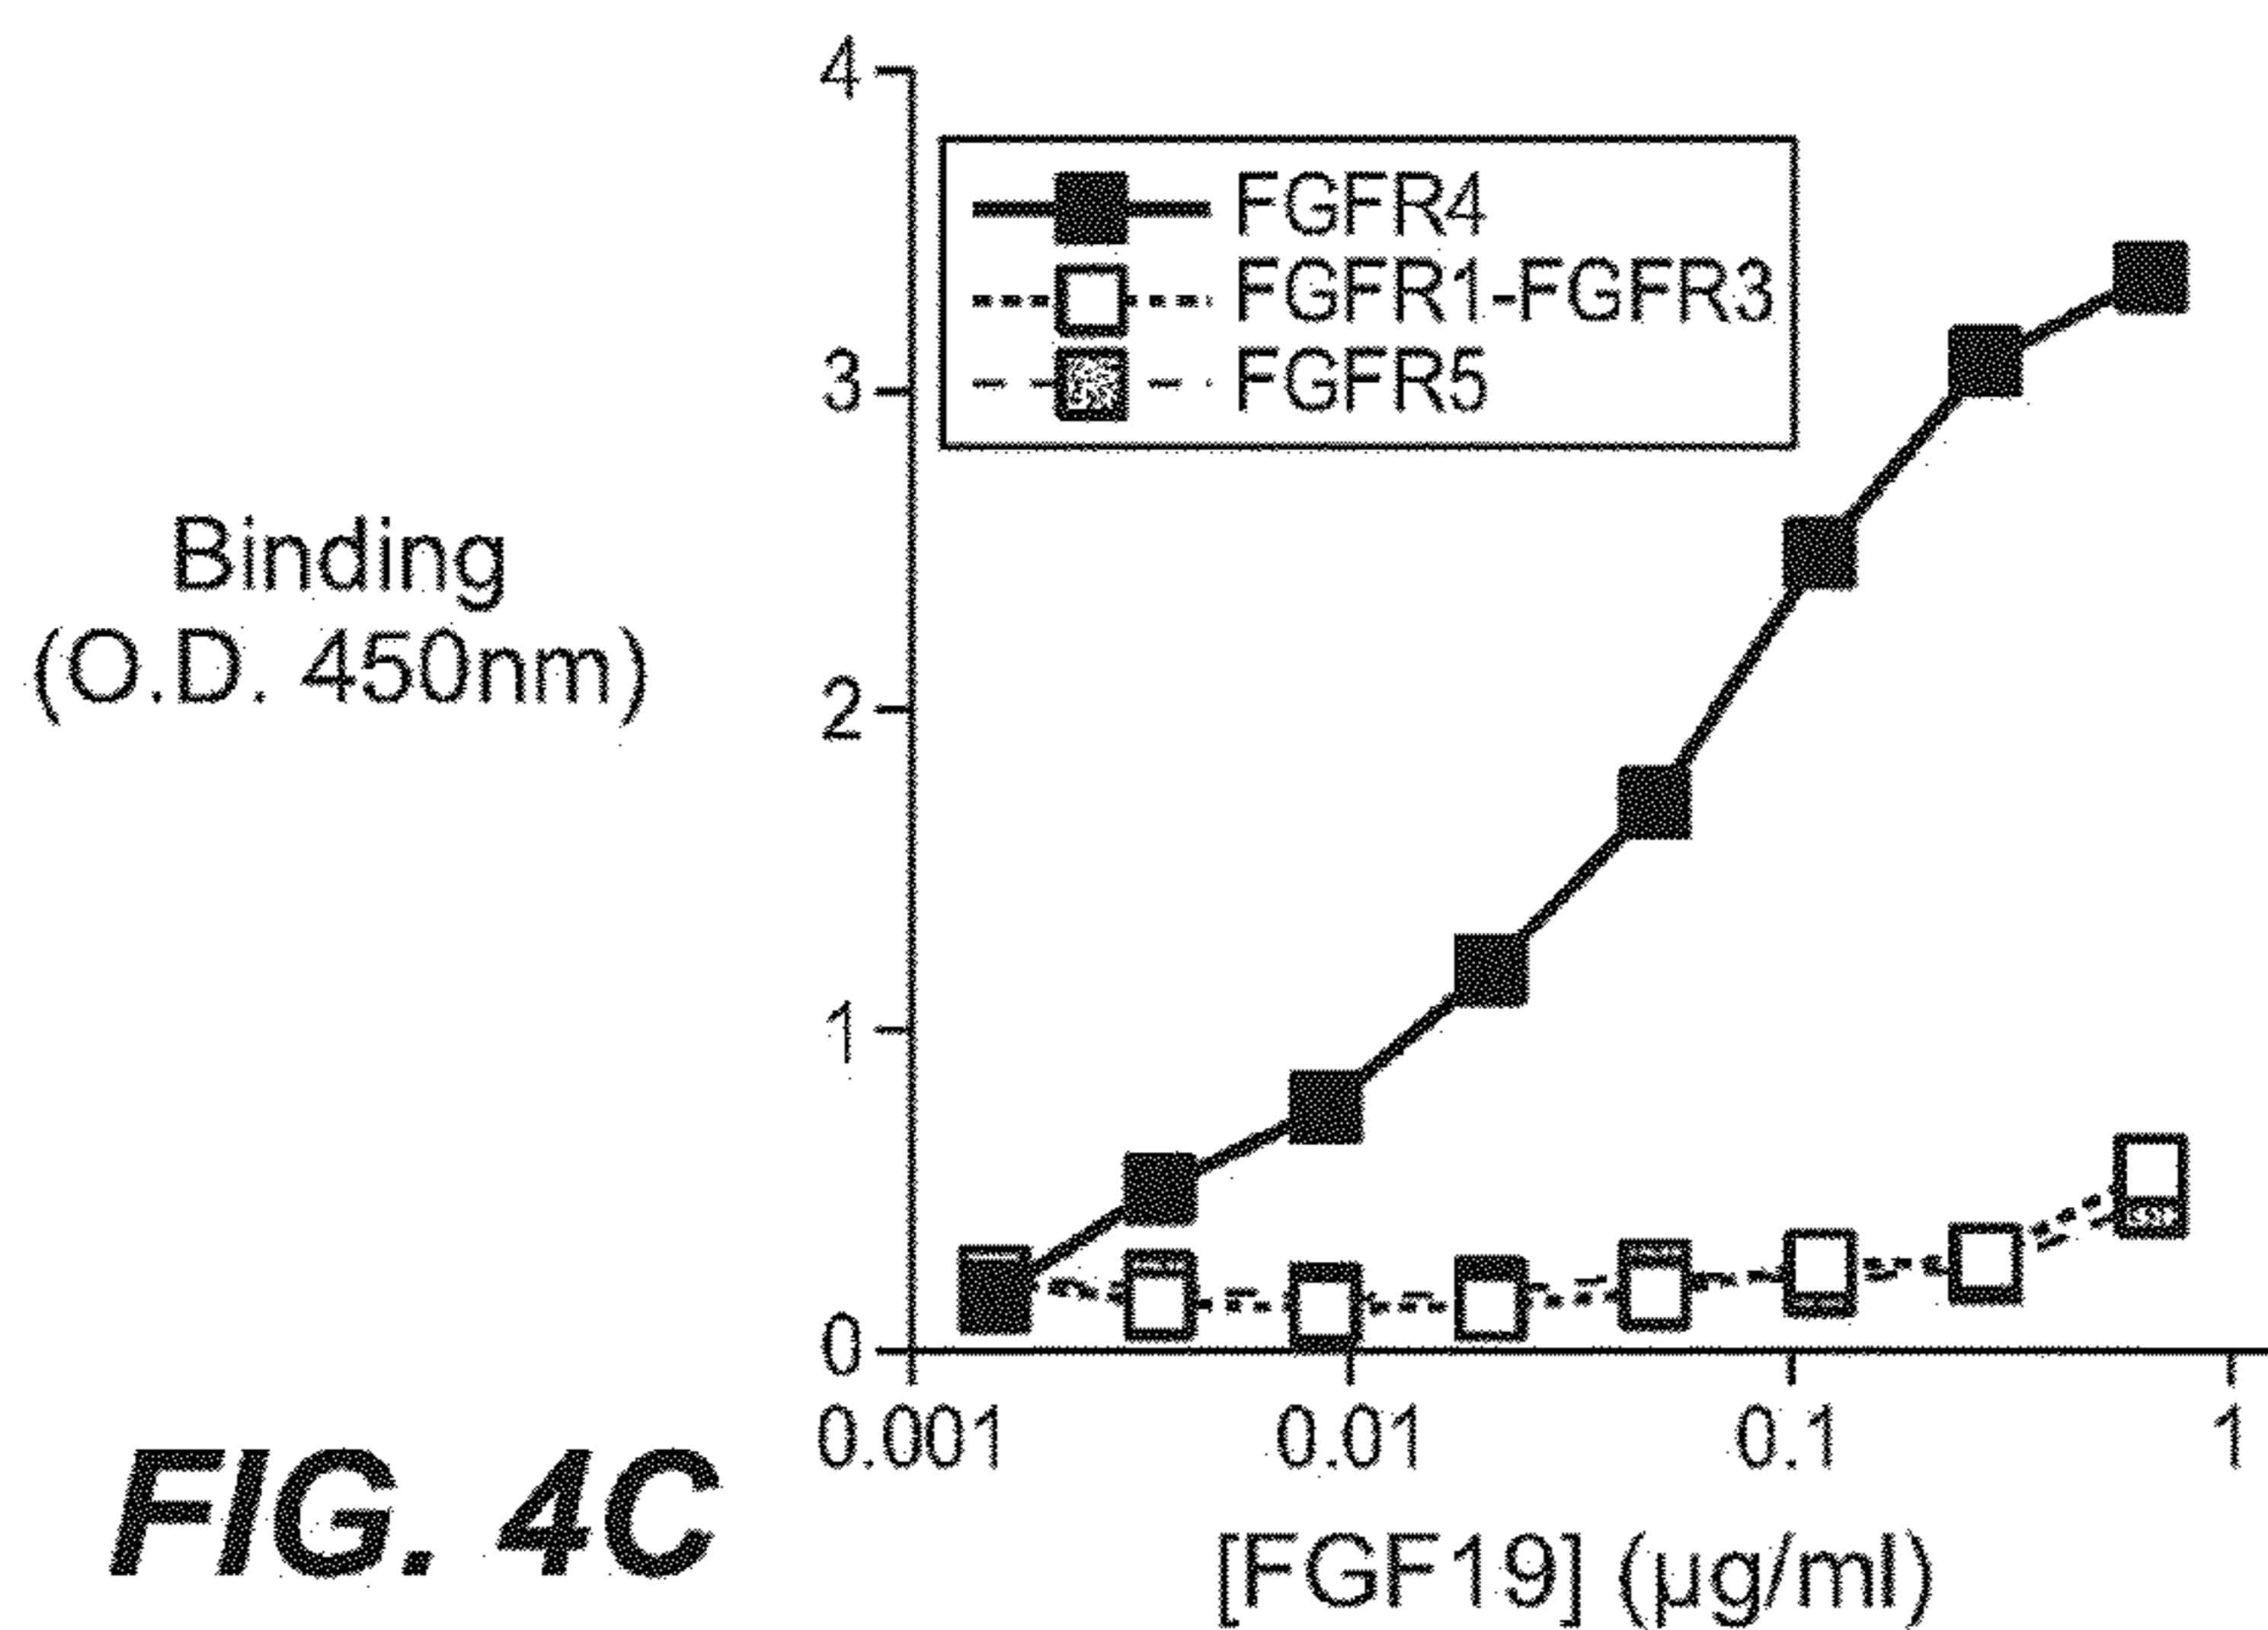 4
FGFR4
FGFR1-FGFR3
3
FGFR5
Binding
(O.D. 450nm)
2
1
0
0.001
0.01
0.1
1
FIG. 4C
[FGF19] (µg/ml)